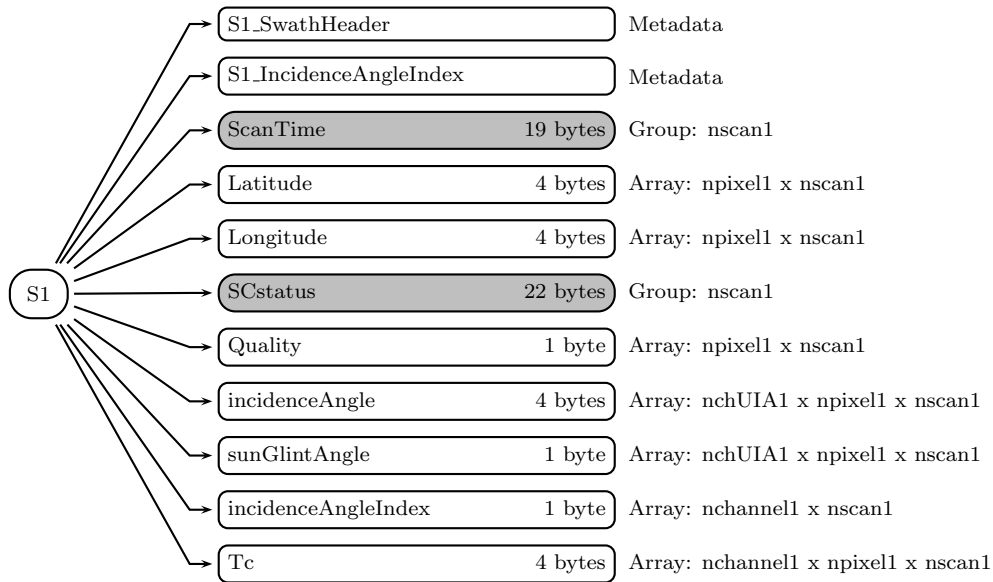 S1_SwathHeader Metadata
S1_IncidenceAngleIndex Metadata
ScanTime 19 bytes Group: nscan1
Latitude 4 bytes Array: npixel1 x nscan1
Longitude 4 bytes Array: npixel1 x nscan1
S1 SCstatus 22 bytes Group: nscan1
Quality 1 byte Array: npixel1 x nscan1
incidenceAngle 4 bytes Array: nchUIA1 x npixel1 x nscan1
sunGlintAngle 1 byte Array: nchUIA1 x npixel1 x nscan1
incidenceAngleIndex 1 byte Array: nchannel1 x nscan1
Tc 4 bytes Array: nchannel1 x npixel1 x nscan1